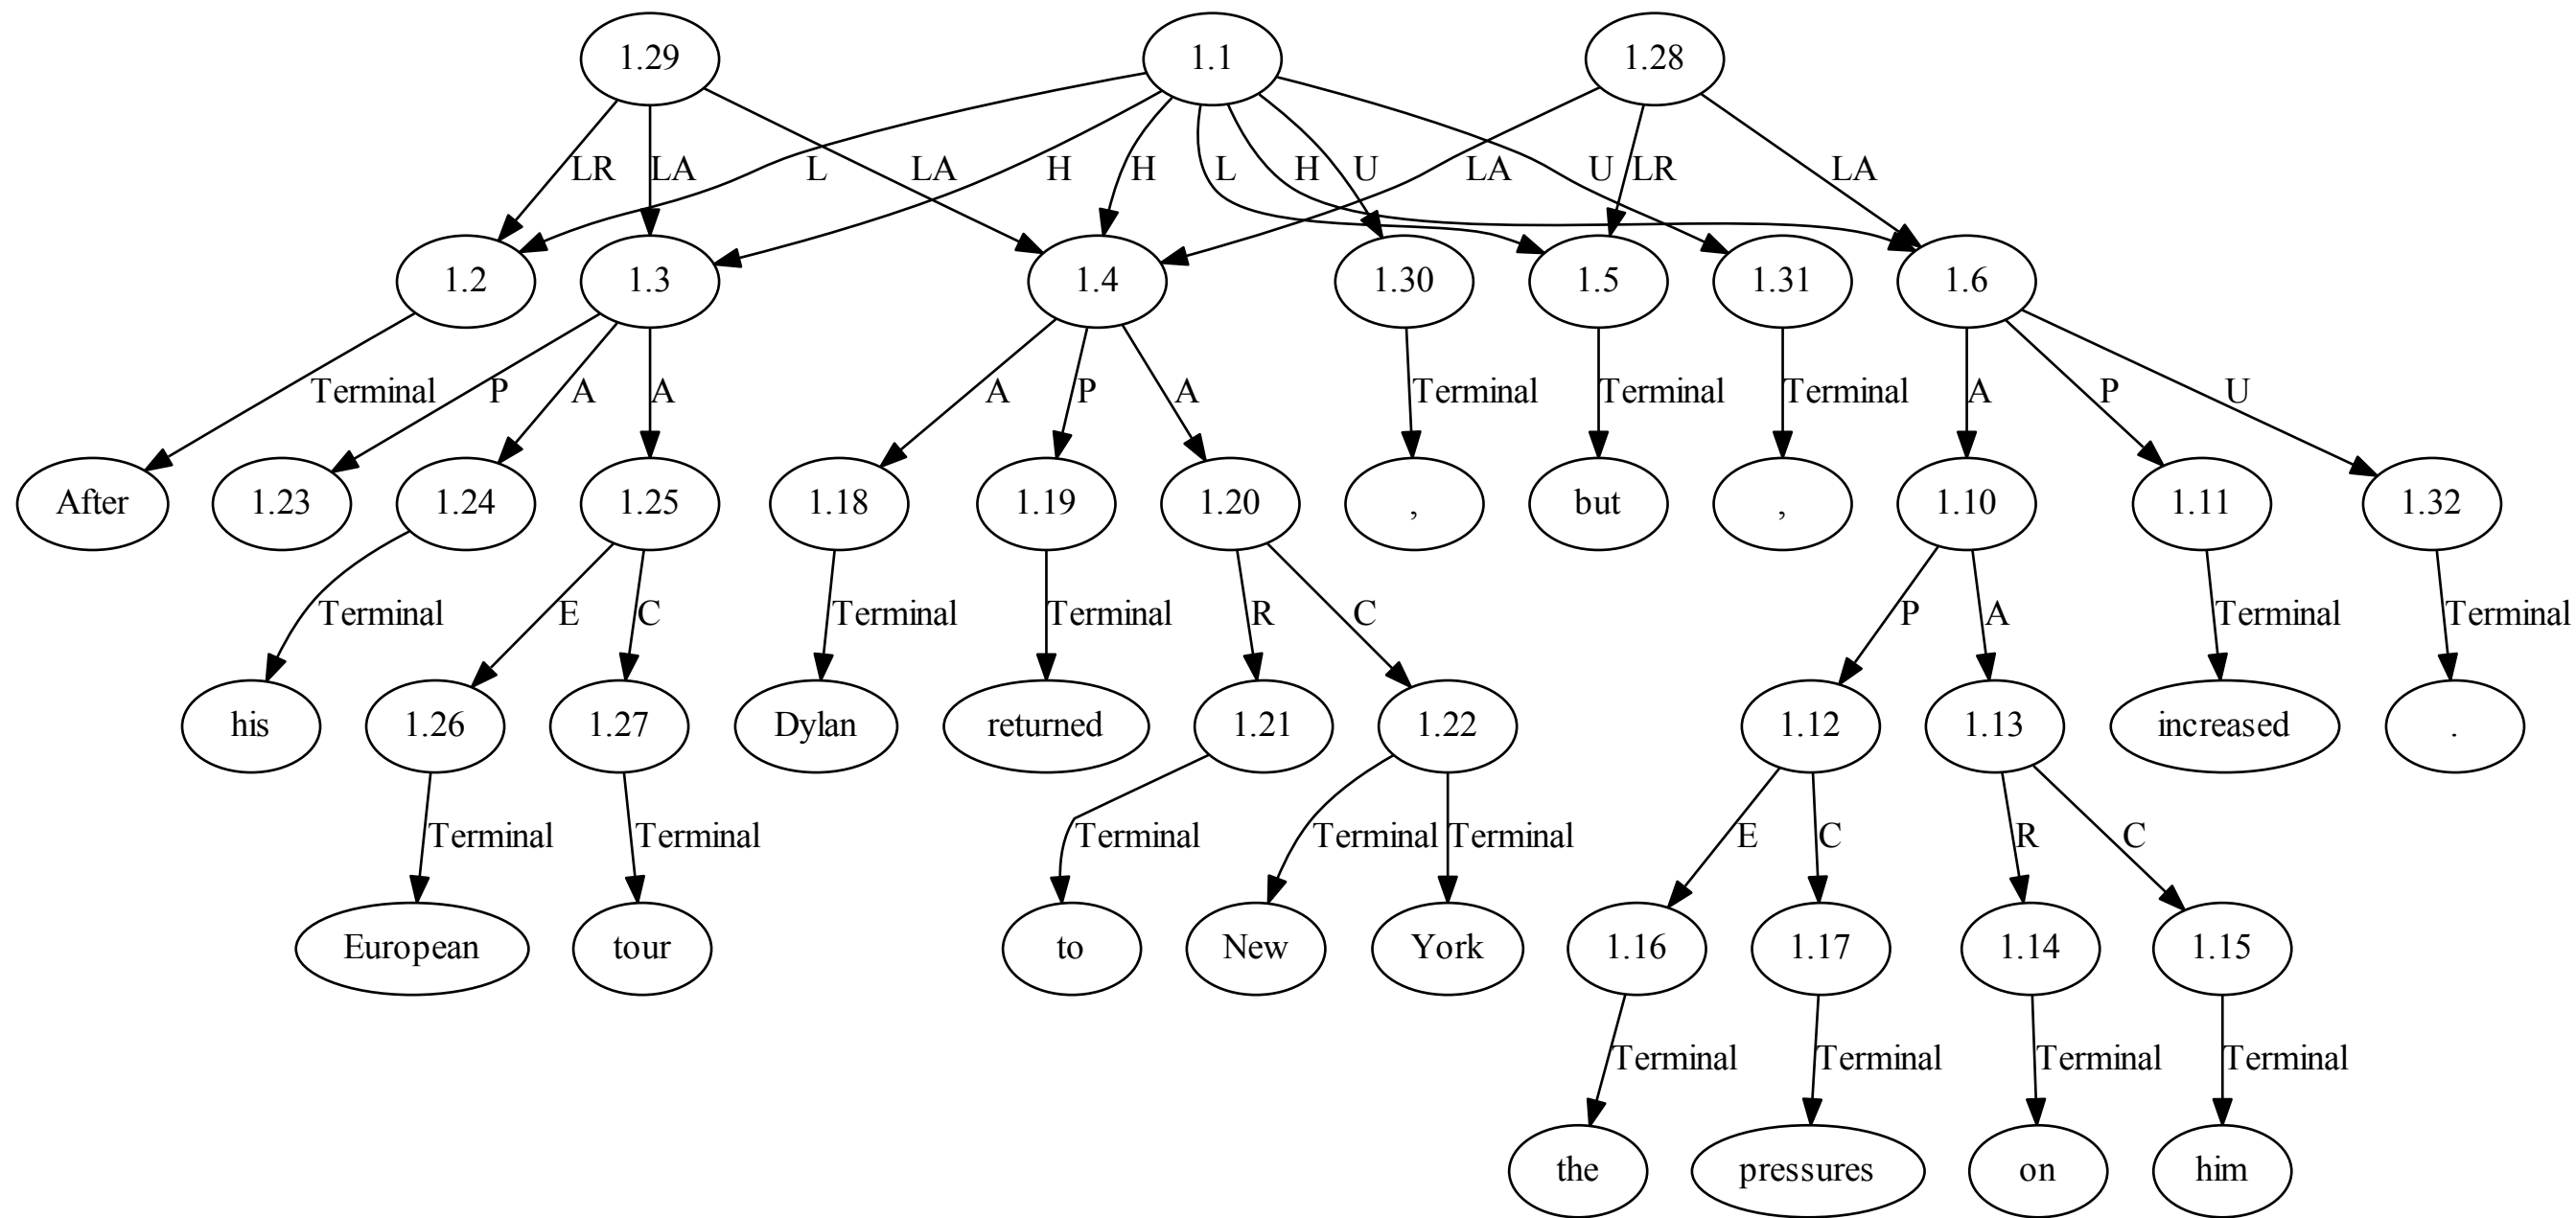 1.29 1.1 1.28
LR LA L LA H H L H U LA U LR LA
1.2 1.3 1.4 1.30 1.5 1.31 1.6
Terminal P A A A P A Terminal Terminal Terminal A P U
After 1.23 1.24 1.25 1.18 1.19 1.20 , but , 1.10 1.11 1.32
Terminal E C Terminal Terminal R C P A Terminal Terminal
his 1.26 1.27 Dylan returned 1.21 1.22 1.12 1.13 increased .
Terminal Terminal Terminal Terminal Terminal E C R C
European tour to New York 1.16 1.17 1.14 1.15
Terminal Terminal Terminal Terminal
the pressures on him